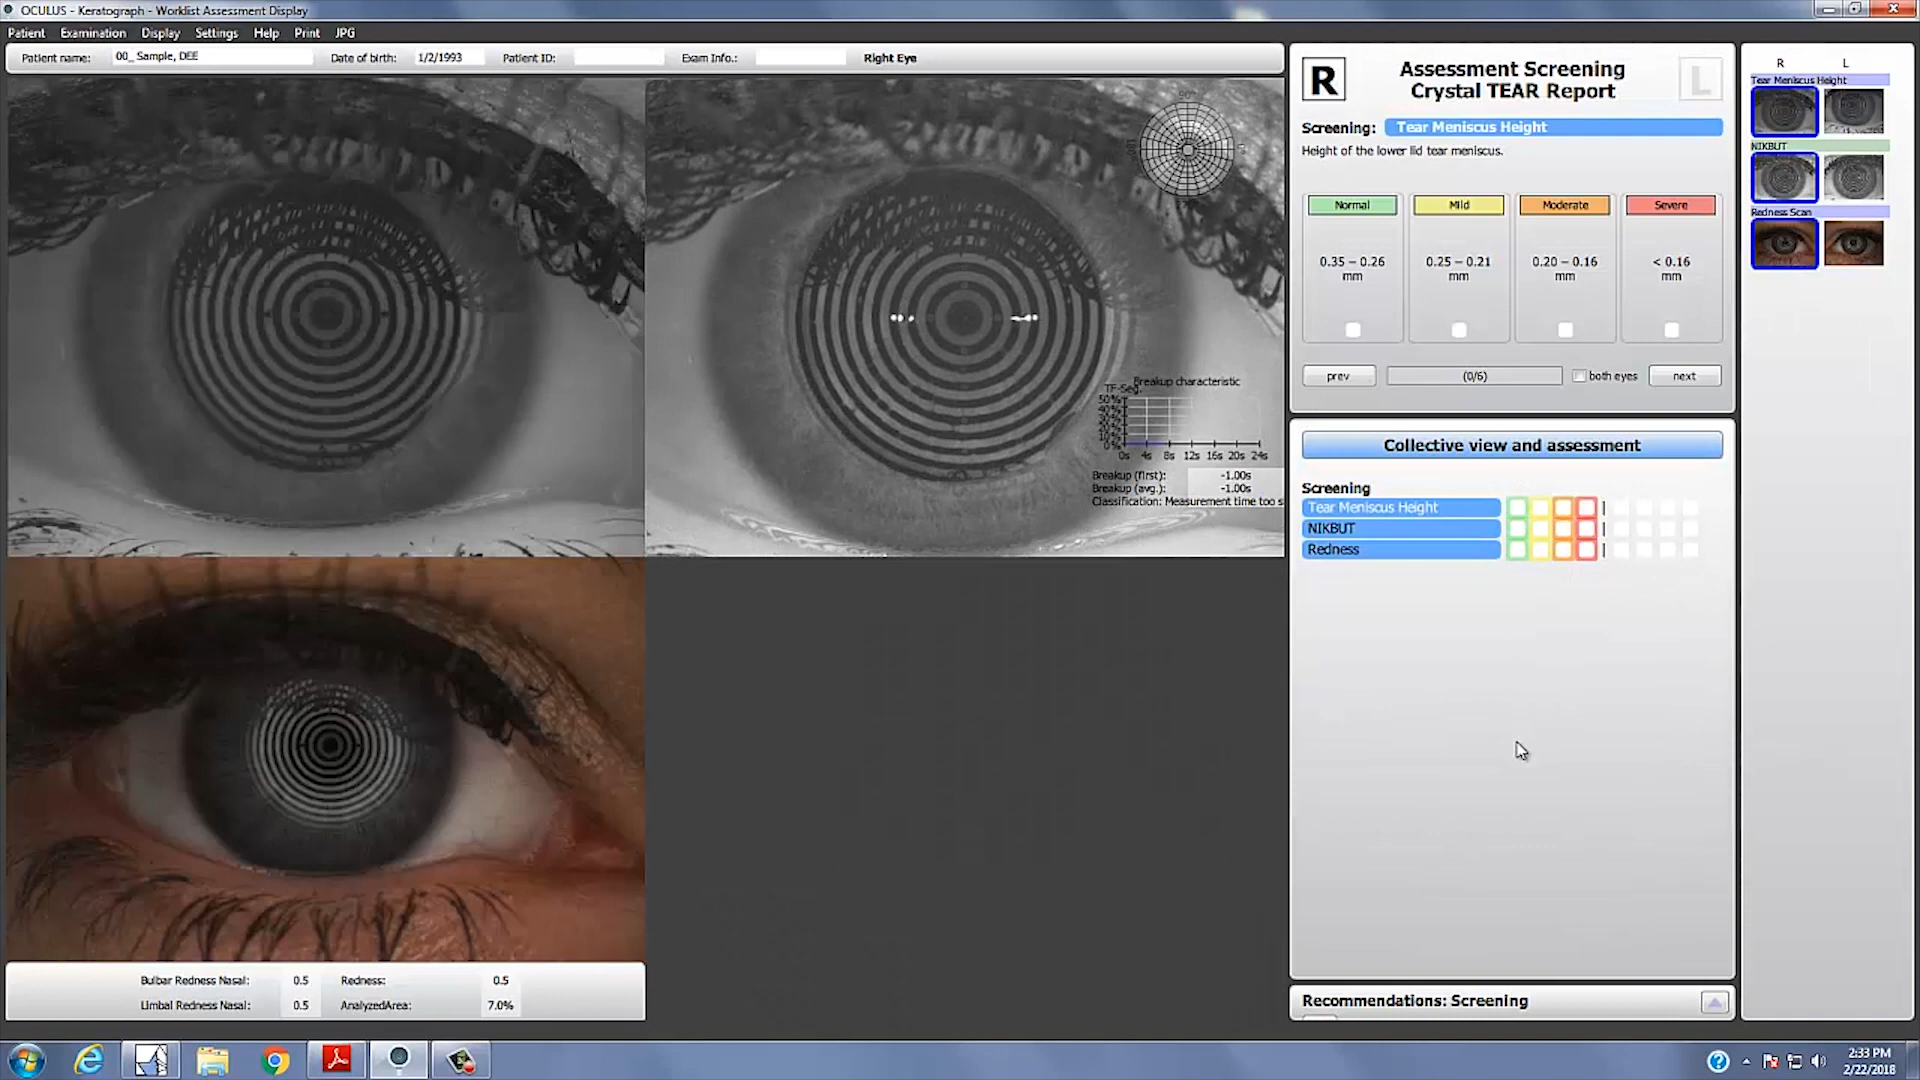 OCULUS - Keratograph - Worklist Assessment Display
Patient Examination Display Settings Help Print JPG
Patient name: 00_ Sample, DEE Date of birth: 1/2/1993 Patient ID: Exam Info.: Right Eye
R Assessment Screening L
Crystal TEAR Report
Screening: Tear Meniscus Height
Height of the lower lid tear meniscus.
Normal Mild Moderate Severe
0.35 – 0.26 0.25 – 0.21 0.20 – 0.16 < 0.16
mm mm mm mm
prev (0/6) both eyes next
Collective view and assessment
Screening
Tear Meniscus Height
NIKBUT
Redness
Recommendations: Screening
R L
Tear Meniscus Height
NIKBUT
Redness Scan
90°
Breakup characteristic
TF-Seg.
50%
40%
30%
20%
10%
0%
0s 4s 8s 12s 16s 20s 24s
Breakup (first): -1.00s
Breakup (avg.): -1.00s
Classification: Measurement time too s
Bulbar Redness Nasal: 0.5 Redness: 0.5
Limbal Redness Nasal: 0.5 AnalyzedArea: 7.0%
2:33 PM
2/22/2018